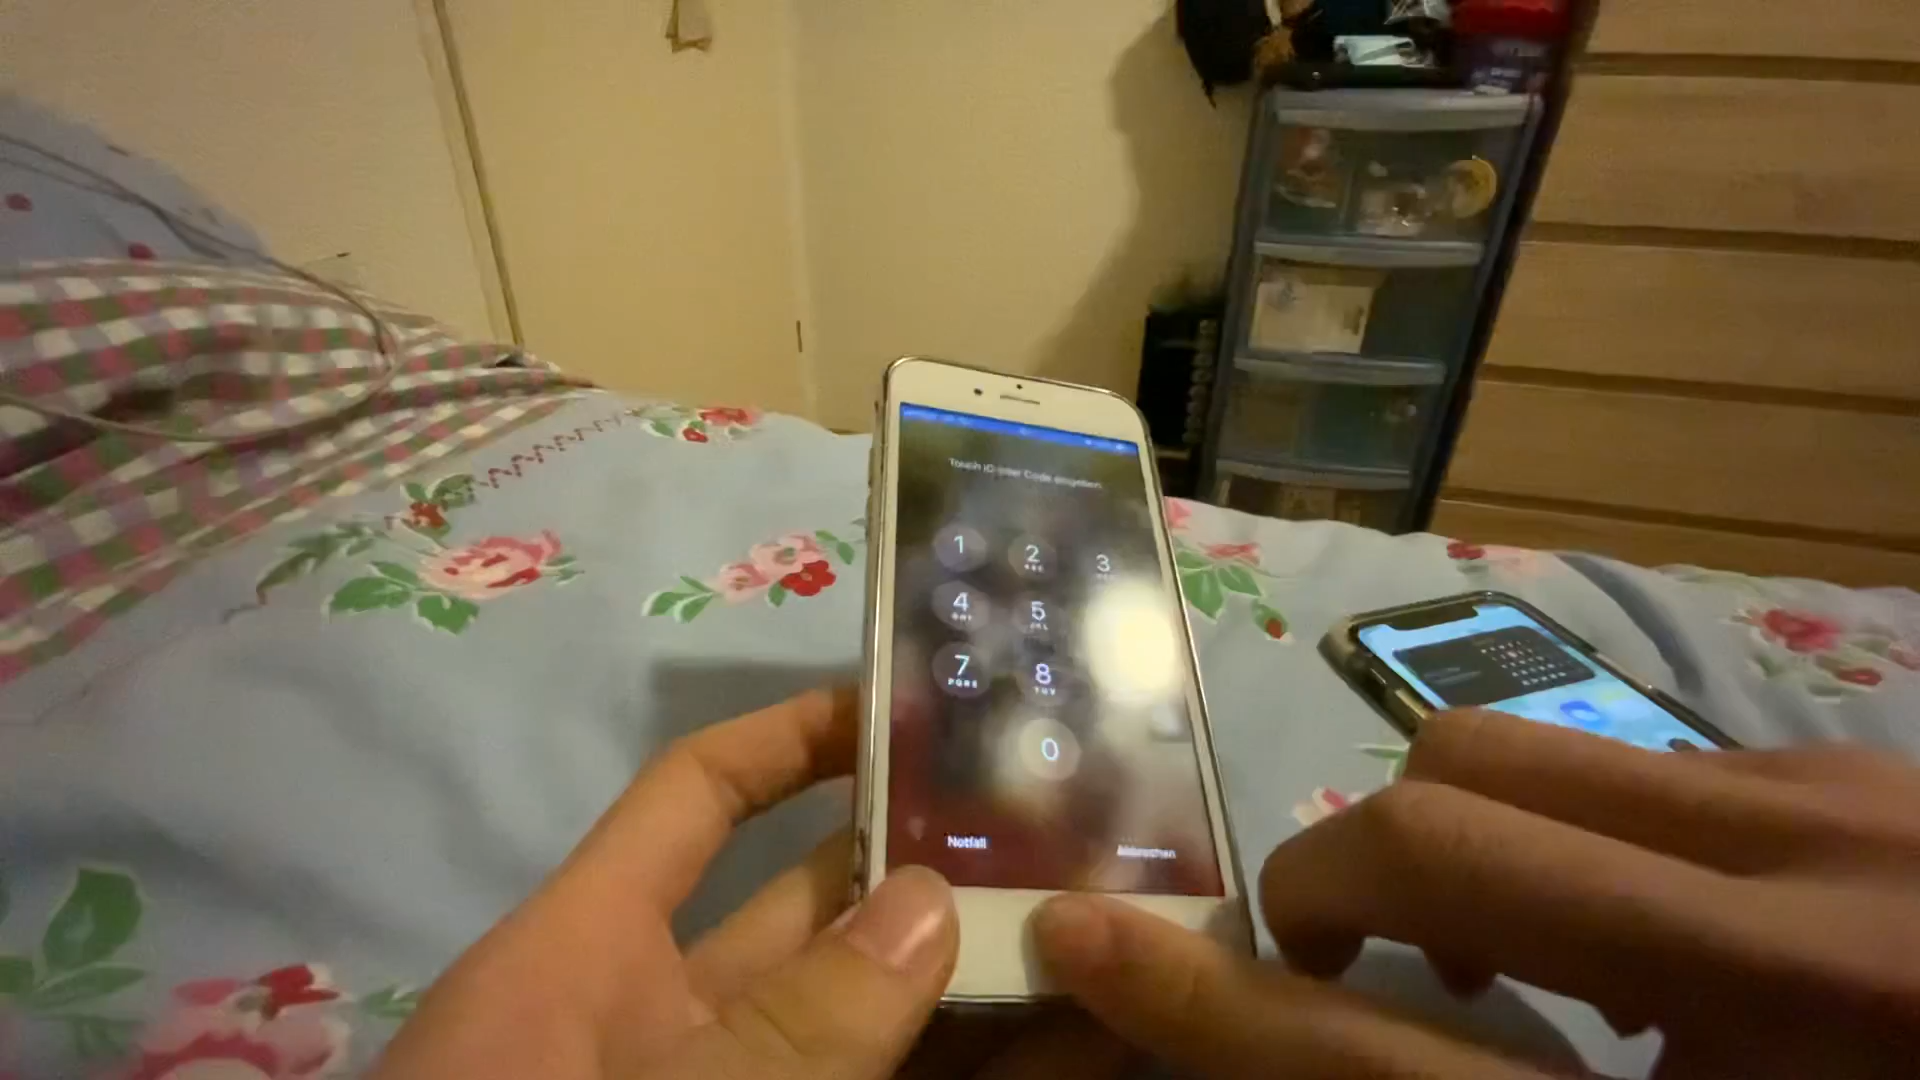 Touch ID oder Code eingeben
1 2 3
ABC
4 5
GHI JKL
7 8
PQRS TUV
0
Notfall Abbrechen